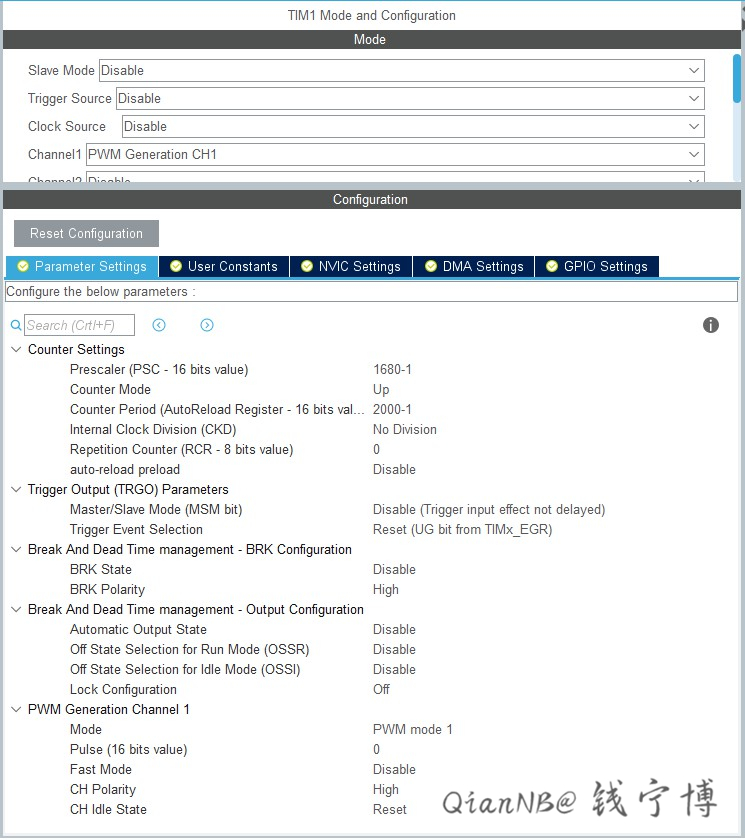 TIM1 Mode and Configuration
Mode
Slave Mode Disable
Trigger Source Disable
Clock Source Disable
Channel1 PWM Generation CH1
Channel2 Disable
Configuration
Reset Configuration
Parameter Settings User Constants NVIC Settings DMA Settings GPIO Settings
Configure the below parameters :
Search (Crtl+F)
Counter Settings
Prescaler (PSC - 16 bits value) 1680-1
Counter Mode Up
Counter Period (AutoReload Register - 16 bits val... 2000-1
Internal Clock Division (CKD) No Division
Repetition Counter (RCR - 8 bits value) 0
auto-reload preload Disable
Trigger Output (TRGO) Parameters
Master/Slave Mode (MSM bit) Disable (Trigger input effect not delayed)
Trigger Event Selection Reset (UG bit from TIMx_EGR)
Break And Dead Time management - BRK Configuration
BRK State Disable
BRK Polarity High
Break And Dead Time management - Output Configuration
Automatic Output State Disable
Off State Selection for Run Mode (OSSR) Disable
Off State Selection for Idle Mode (OSSI) Disable
Lock Configuration Off
PWM Generation Channel 1
Mode PWM mode 1
Pulse (16 bits value) 0
Fast Mode Disable
CH Polarity High
CH Idle State Reset
QianNB@ 钱宁博